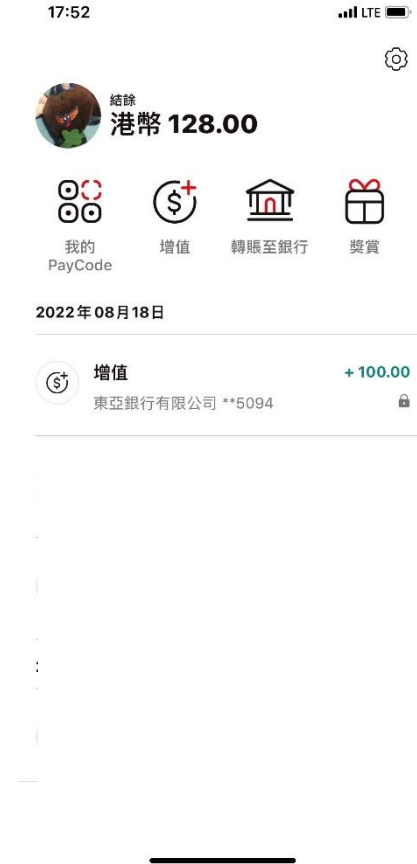 17:52
LTE
結餘
港幣 128.00
我的
PayCode
增值
轉賬至銀行
獎賞
2022年08月18日
增值
+ 100.00
東亞銀行有限公司 **5094